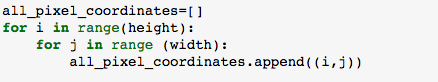 all_pixel_coordinates=[]
for i in range(height):
    for j in range (width):
        all_pixel_coordinates.append((i,j))